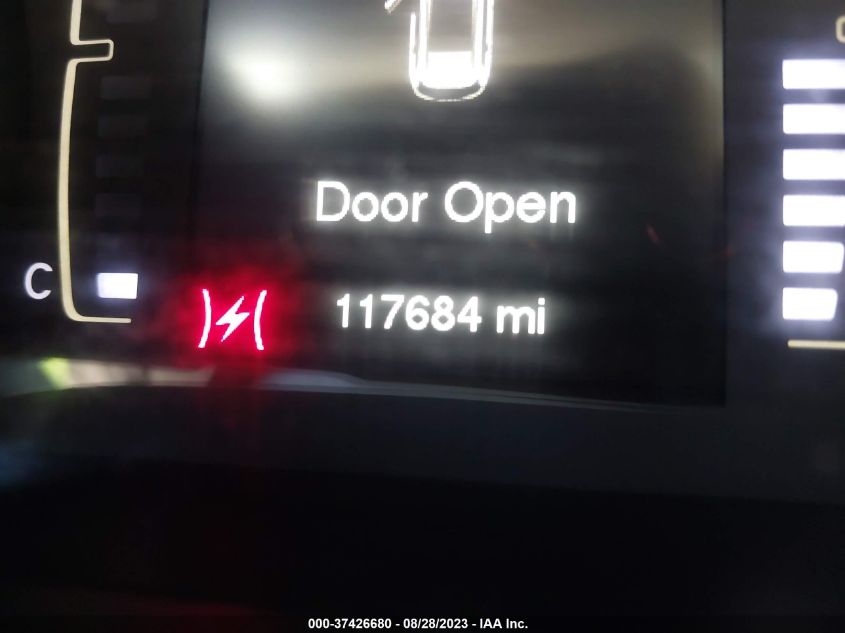 Door Open
C
117684 mi
000-37426680 - 08/28/2023 - IAA Inc.